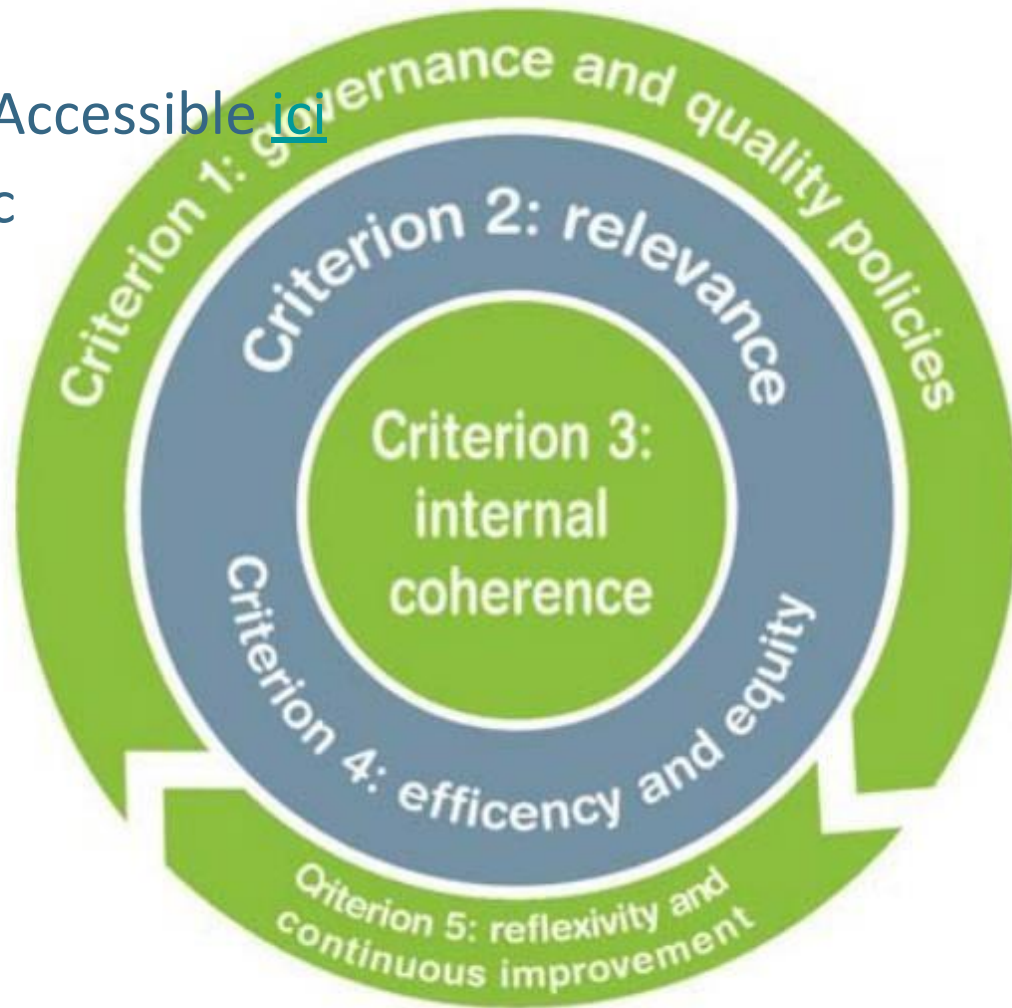 Accessible ici
c
Criterion 1: governance and quality policies
Criterion 2: relevance
Criterion 3:
internal
coherence
Criterion 4: efficency and equity
Criterion 5: reflexivity and
continuous improvement